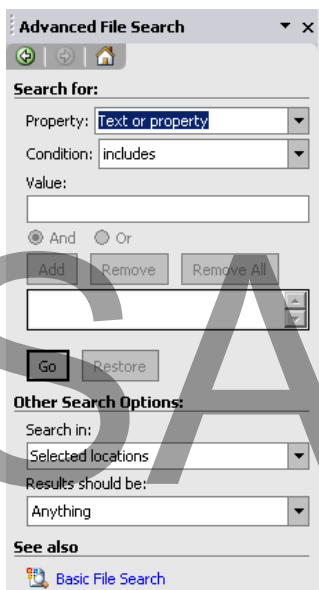 Advanced File Search
Search for:
Property: Text or property
Condition: includes
Value:
And Or
Add Remove Remove All
Go Restore
Other Search Options:
Search in:
Selected locations
Results should be:
Anything
See also
Basic File Search
SA